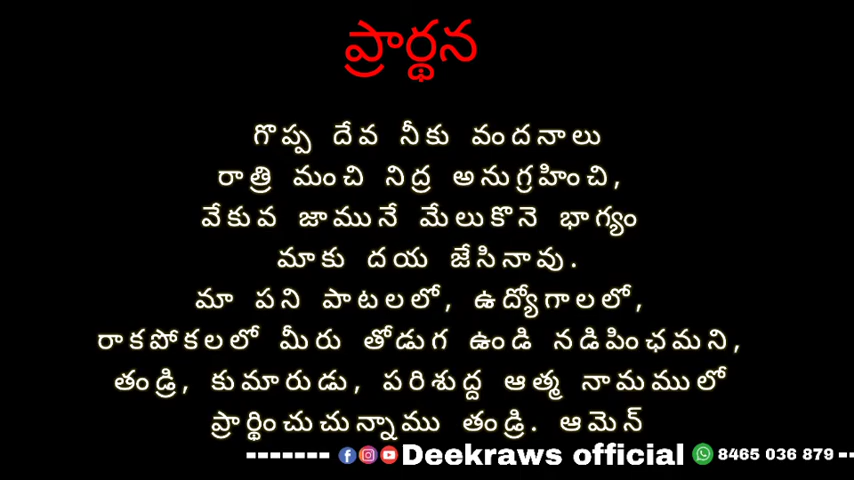 ప్రార్థన
గొప్ప దేవ నీకు వందనాలు
రాత్రి మంచి నిద్ర అనుగ్రహించి,
వేకువ జామునే మేలుకొనె భాగ్యం
మాకు దయ జేసినావు.
మా పని పాటలలో, ఉద్యోగాలలో,
రాకపోకలలో మీరు తోడుగ ఉండి నడిపించమని,
తండ్రి, కుమారుడు, పరిశుద్ద ఆత్మ నామములో
ప్రార్థించుచున్నాము తండ్రి. ఆమెన్
------- Deekraws official 8465 036 879 --